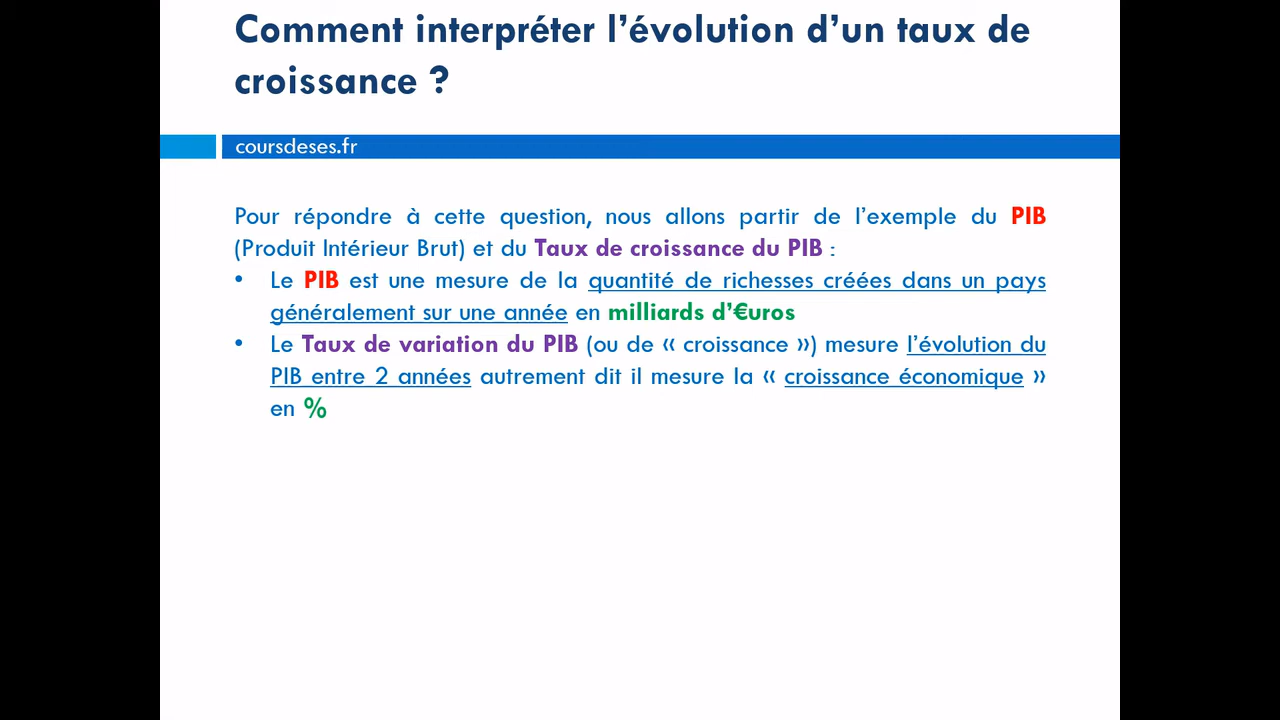 Comment interpréter l’évolution d’un taux de
croissance ?
coursdeses.fr
Pour répondre à cette question, nous allons partir de l’exemple du PIB
(Produit Intérieur Brut) et du Taux de croissance du PIB :
• Le PIB est une mesure de la quantité de richesses créées dans un pays
généralement sur une année en milliards d’€uros
• Le Taux de variation du PIB (ou de « croissance ») mesure l’évolution du
PIB entre 2 années autrement dit il mesure la « croissance économique »
en %